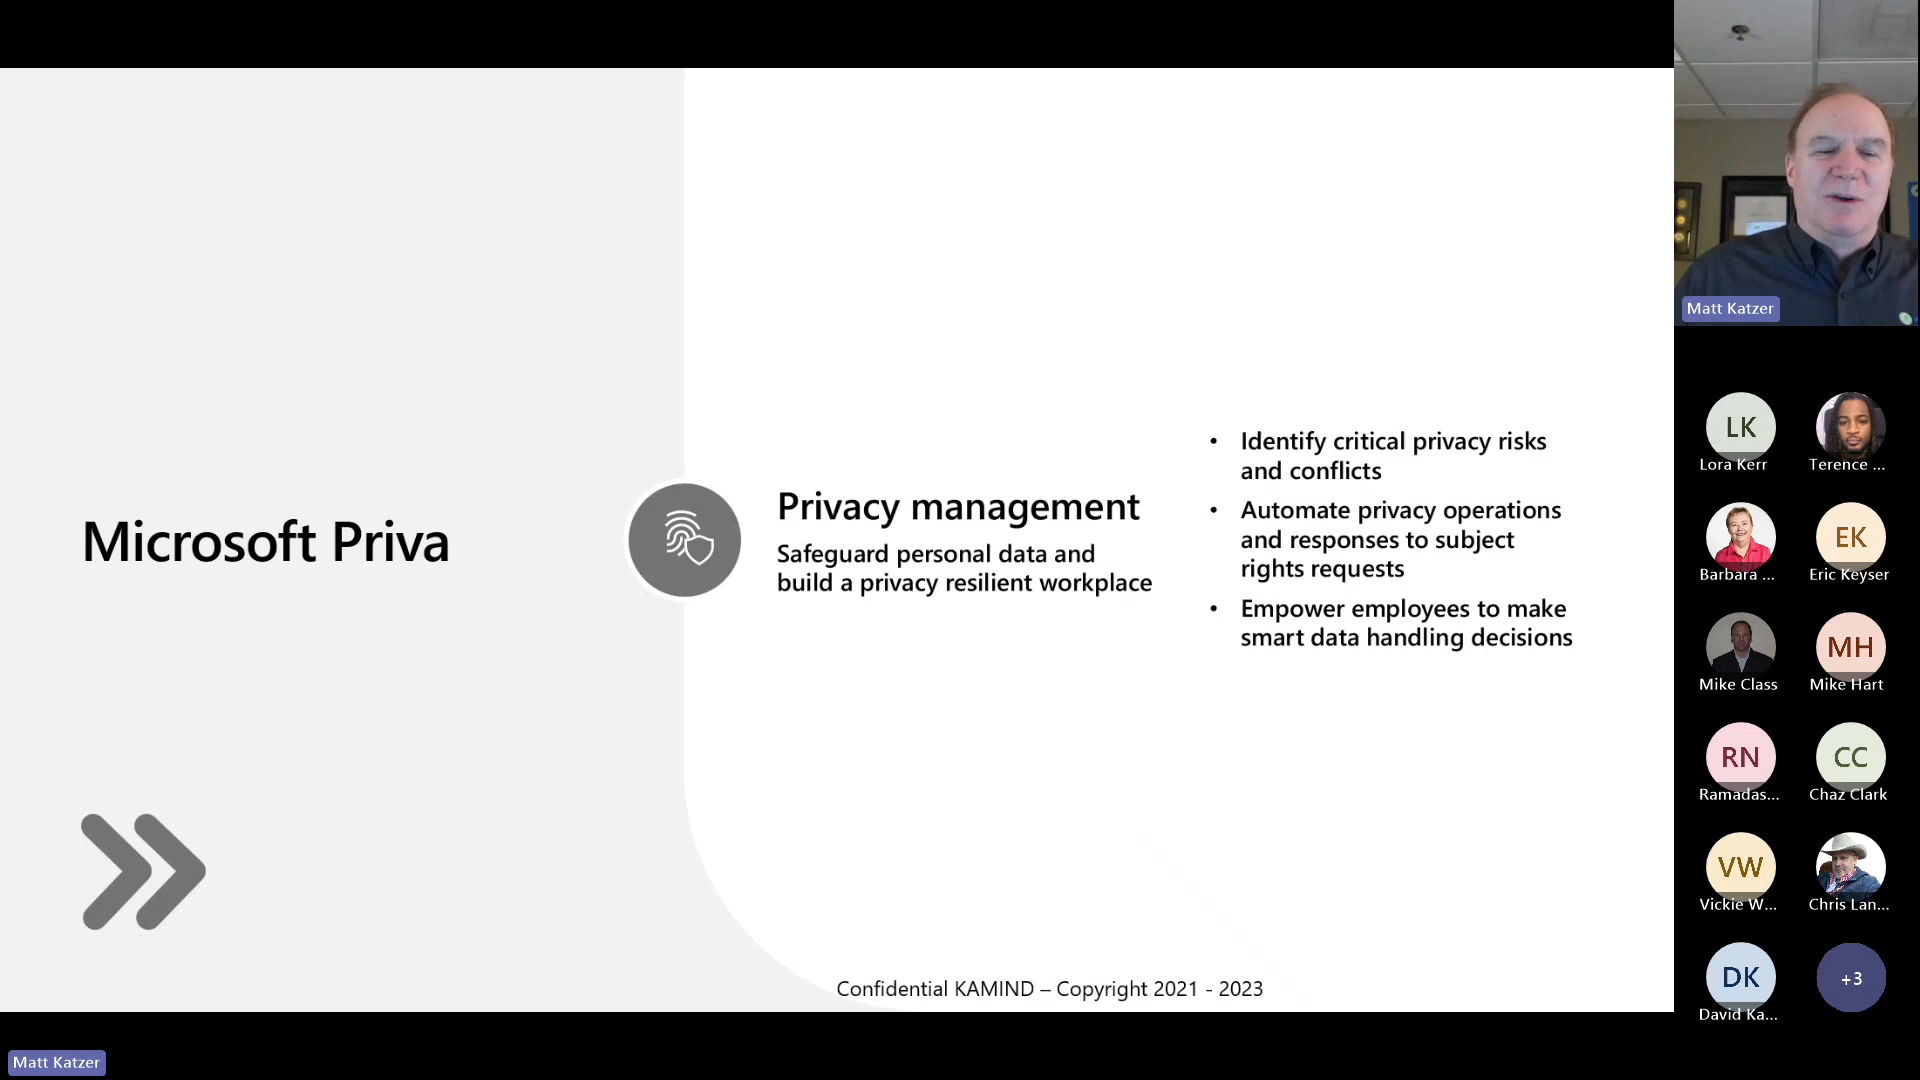 Microsoft Priva
Privacy management
Safeguard personal data and
build a privacy resilient workplace
• Identify critical privacy risks
and conflicts
• Automate privacy operations
and responses to subject
rights requests
• Empower employees to make
smart data handling decisions
Confidential KAMIND – Copyright 2021 - 2023
Matt Katzer
Matt Katzer
LK
Lora Kerr
Terence ...
Barbara ...
EK
Eric Keyser
Mike Class
MH
Mike Hart
RN
Ramadas...
CC
Chaz Clark
VW
Vickie W...
Chris Lan...
DK
David Ka...
+3